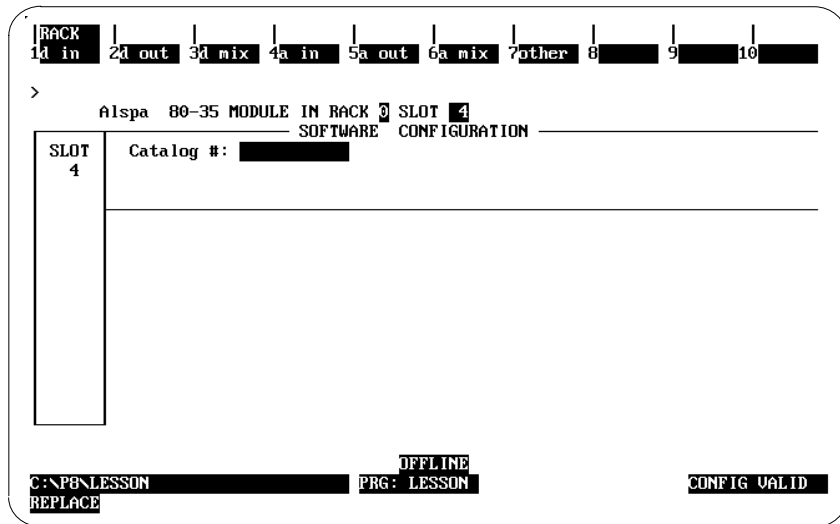 RACK
1d in 2d out 3d mix 4a in 5a out 6a mix 7other 8 9 10
>
Alspa 80-35 MODULE IN RACK 0 SLOT 4
SOFTWARE CONFIGURATION
SLOT Catalog #:
4
OFFLINE
C:\P8\LESSON PRG: LESSON CONFIG VALID
REPLACE